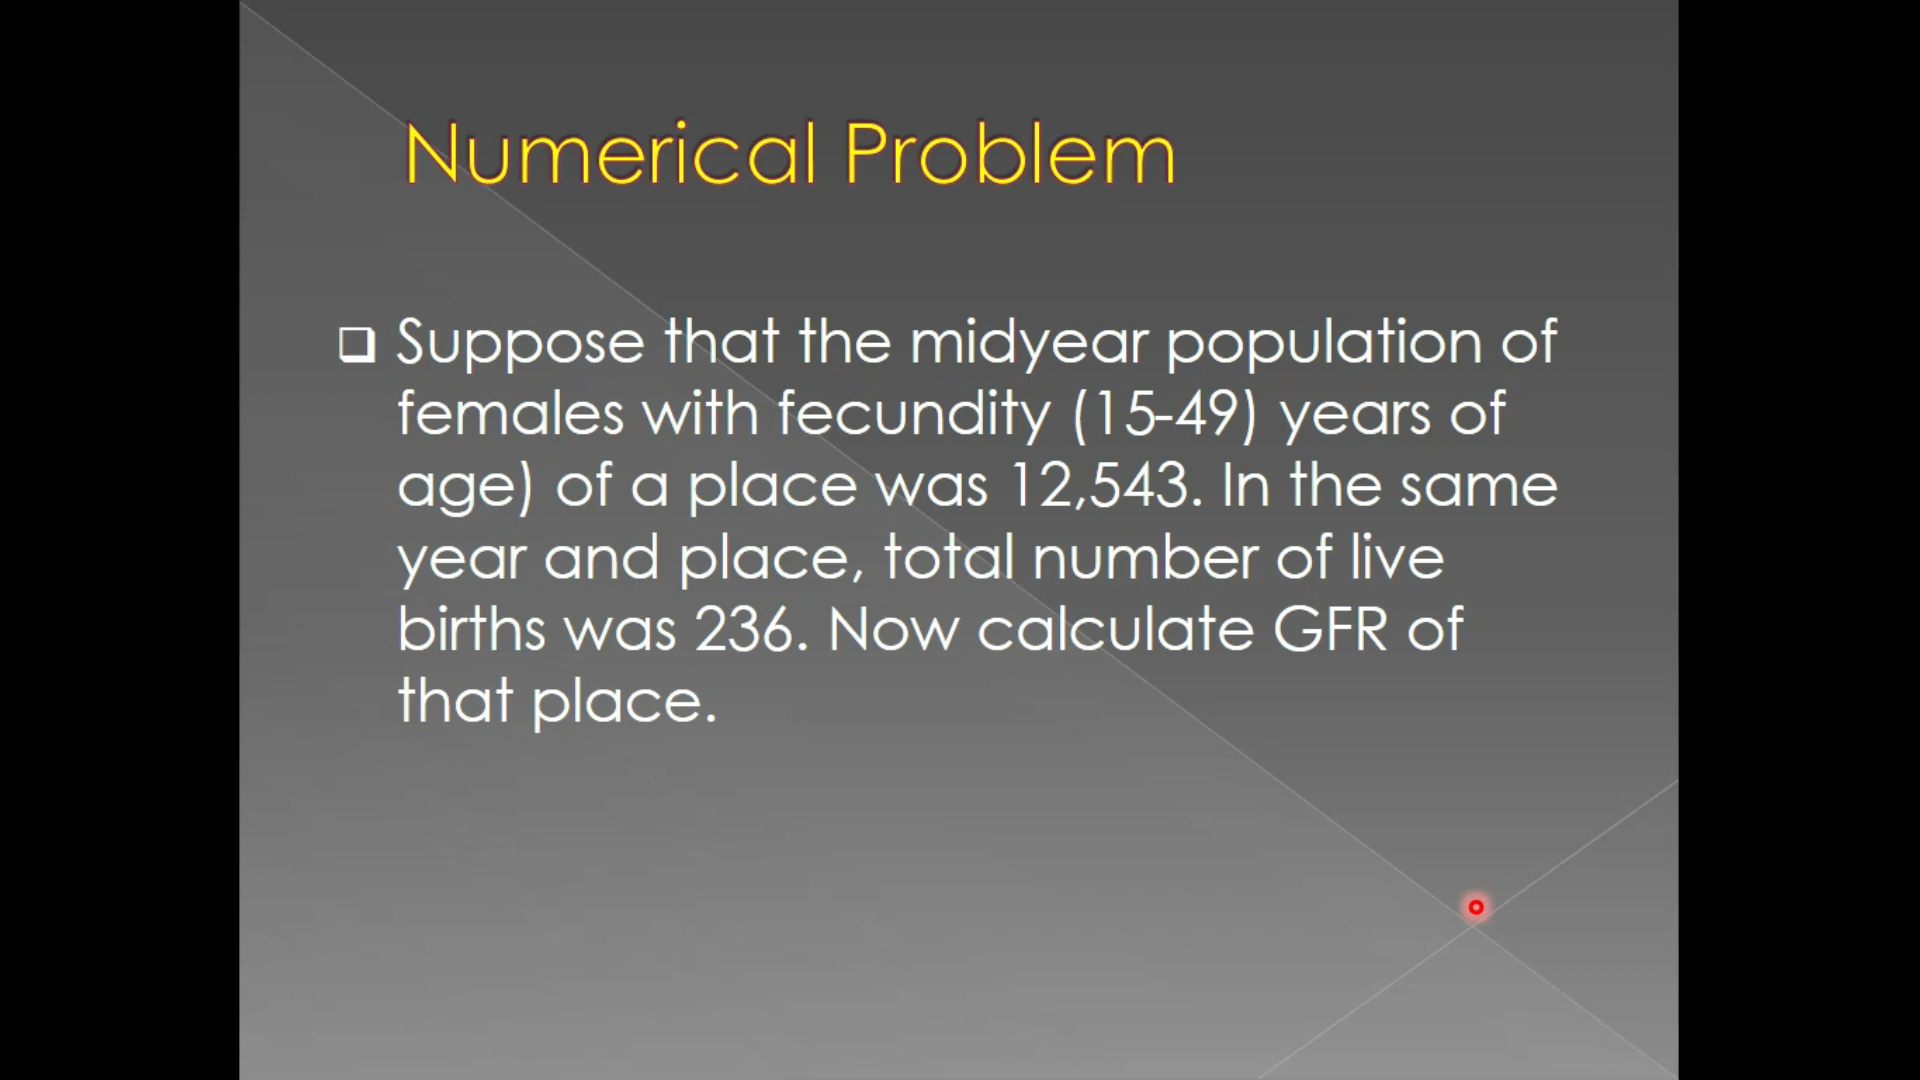 Numerical Problem
Suppose that the midyear population of
females with fecundity (15-49) years of
age) of a place was 12,543. In the same
year and place, total number of live
births was 236. Now calculate GFR of
that place.